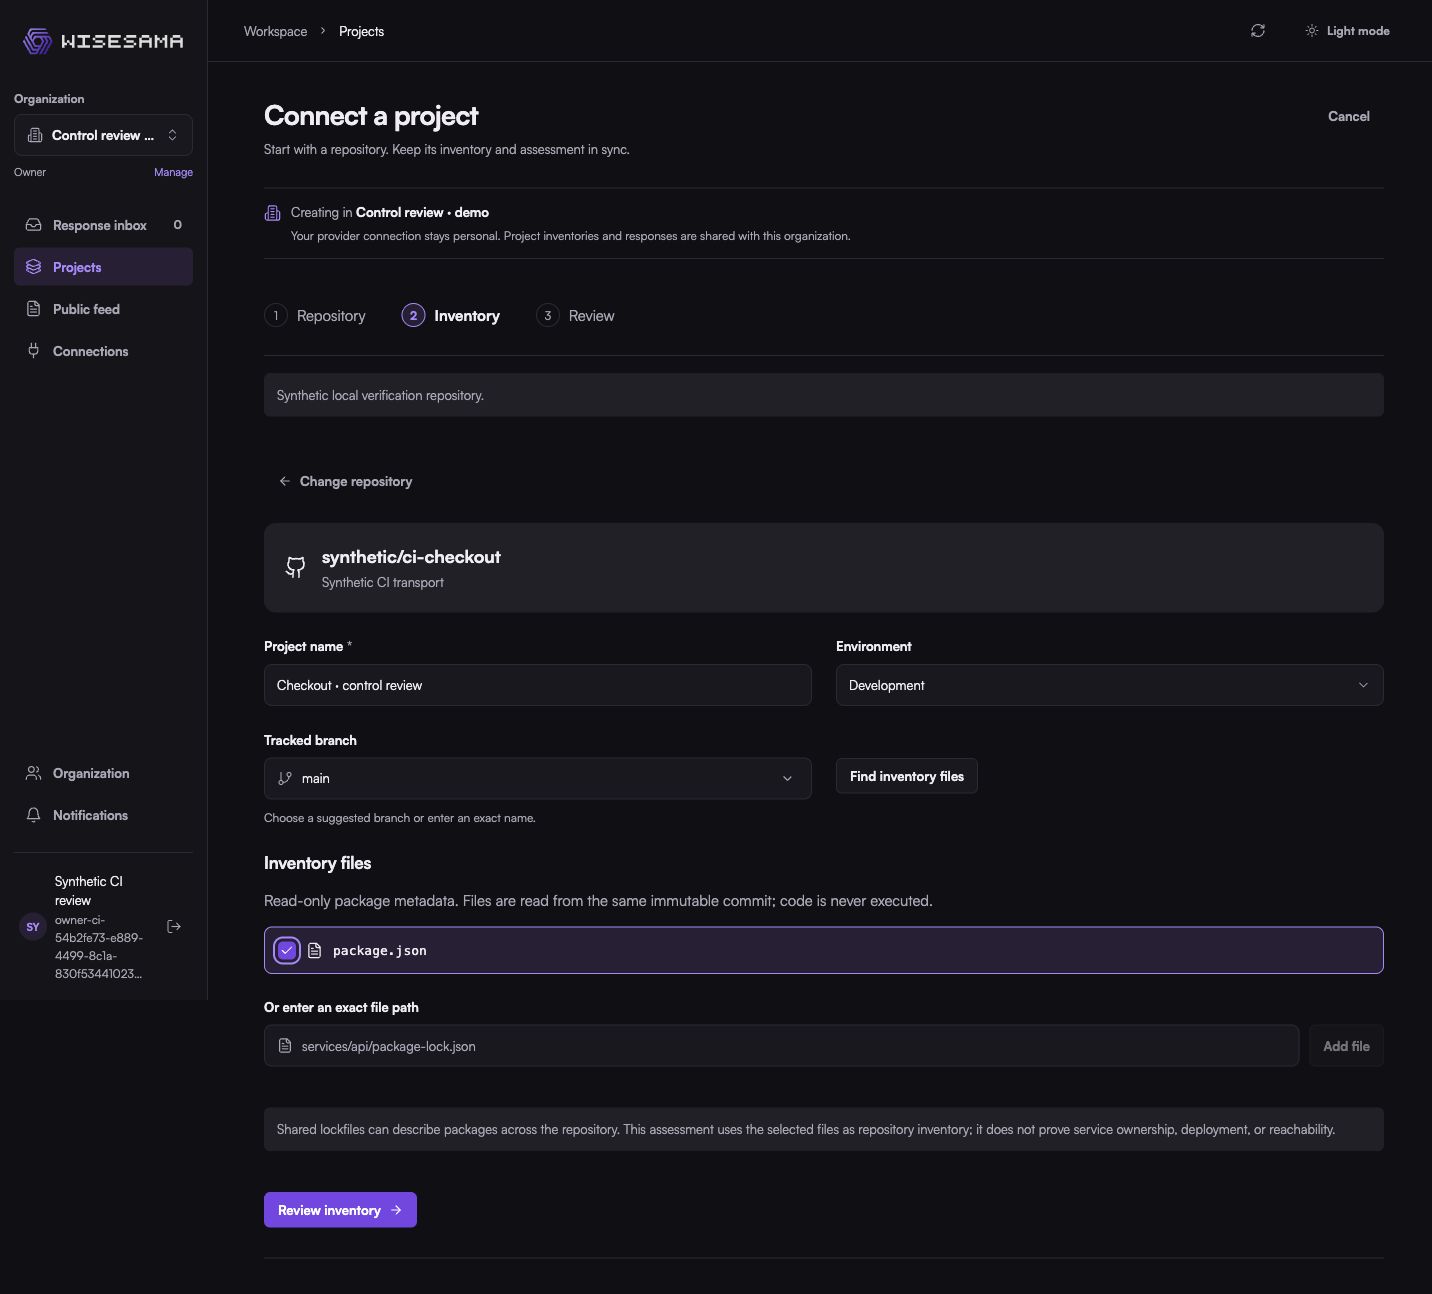 WISESAMA
Organization
Control review ...
Owner
Manage
Response inbox
0
Projects
Public feed
Connections
Organization
Notifications
Synthetic CI
review
SY
owner-ci-
54b2fe73-e889-
4499-8c1a-
830f53441023...
Workspace
Projects
Light mode
Connect a project
Cancel
Start with a repository. Keep its inventory and assessment in sync.
Creating in Control review • demo
Your provider connection stays personal. Project inventories and responses are shared with this organization.
1 Repository
2 Inventory
3 Review
Synthetic local verification repository.
Change repository
synthetic/ci-checkout
Synthetic CI transport
Project name *
Environment
Checkout • control review
Development
Tracked branch
main
Find inventory files
Choose a suggested branch or enter an exact name.
Inventory files
Read-only package metadata. Files are read from the same immutable commit; code is never executed.
package.json
Or enter an exact file path
services/api/package-lock.json
Add file
Shared lockfiles can describe packages across the repository. This assessment uses the selected files as repository inventory; it does not prove service ownership, deployment, or reachability.
Review inventory